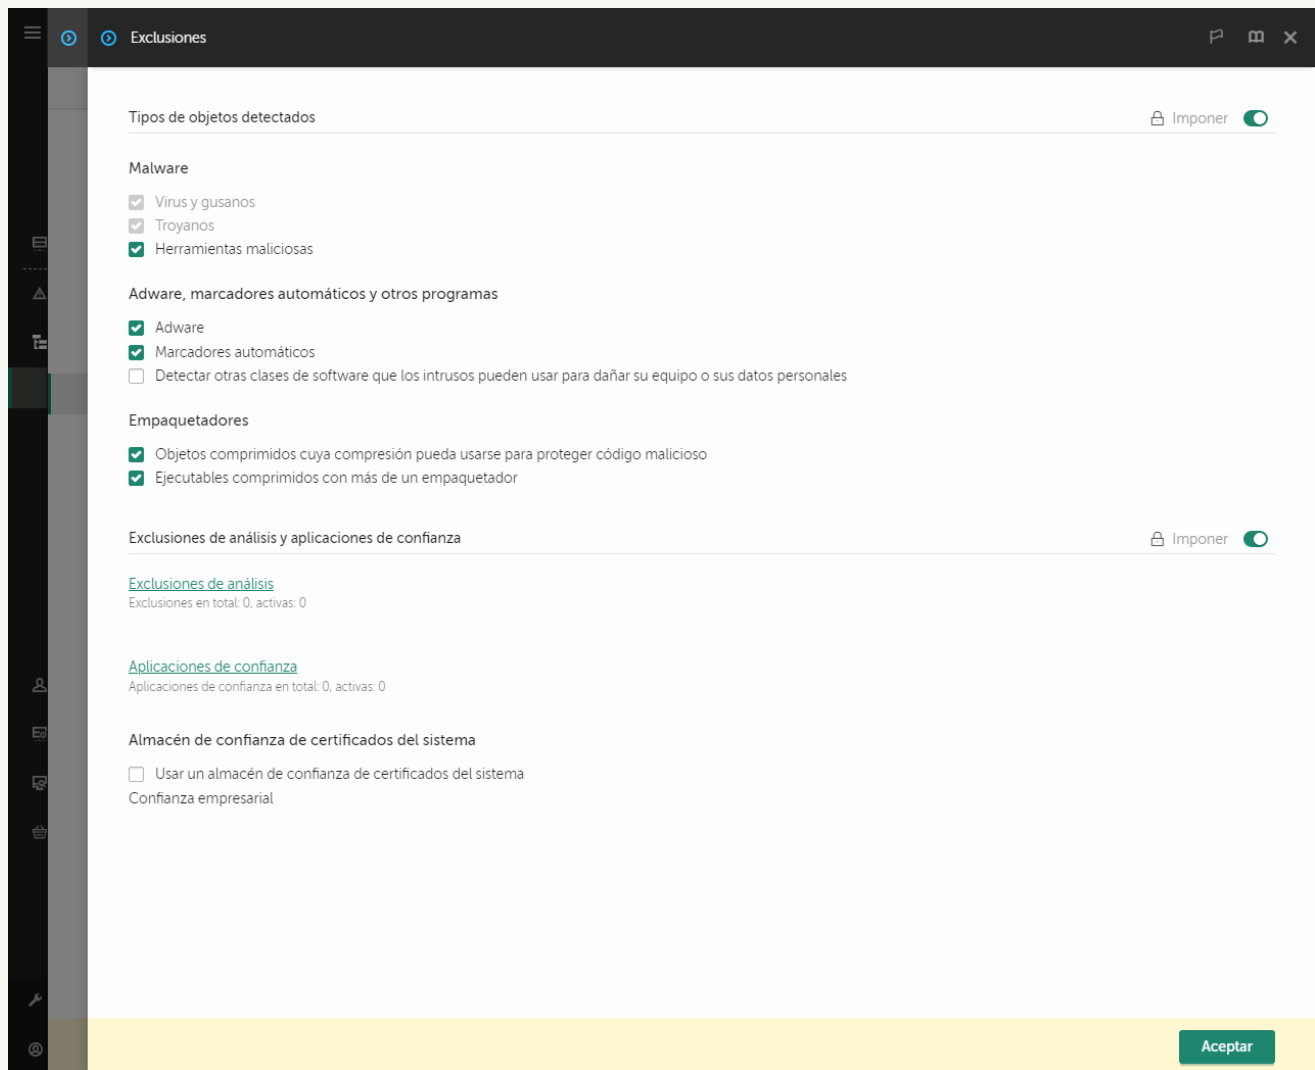 Exclusiones
Tipos de objetos detectados
Imponer
Malware
Virus y gusanos
Troyanos
Herramientas maliciosas
Adware, marcadores automáticos y otros programas
Adware
Marcadores automáticos
Detectar otras clases de software que los intrusos pueden usar para dañar su equipo o sus datos personales
Empaquetadores
Objetos comprimidos cuya compresión pueda usarse para proteger código malicioso
Ejecutables comprimidos con más de un empaquetador
Exclusiones de análisis y aplicaciones de confianza
Imponer
Exclusiones de análisis
Exclusiones en total: 0, activas: 0
Aplicaciones de confianza
Aplicaciones de confianza en total: 0, activas: 0
Almacén de confianza de certificados del sistema
Usar un almacén de confianza de certificados del sistema
Confianza empresarial
Aceptar